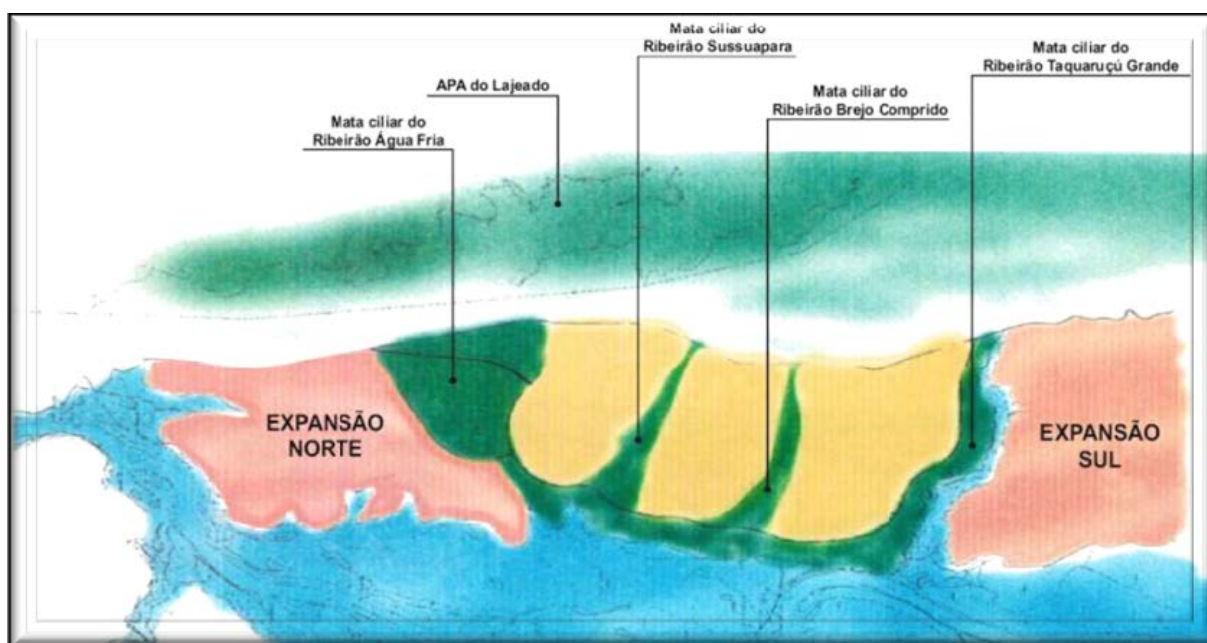 Mata ciliar do
Ribeirão Sussuapara
Mata ciliar do
Ribeirão Taquaruçú Grande
APA do Lajeado
Mata ciliar do
Ribeirão Brejo Comprido
Mata ciliar do
Ribeirão Água Fria
EXPANSÃO
NORTE
EXPANSÃO
SUL